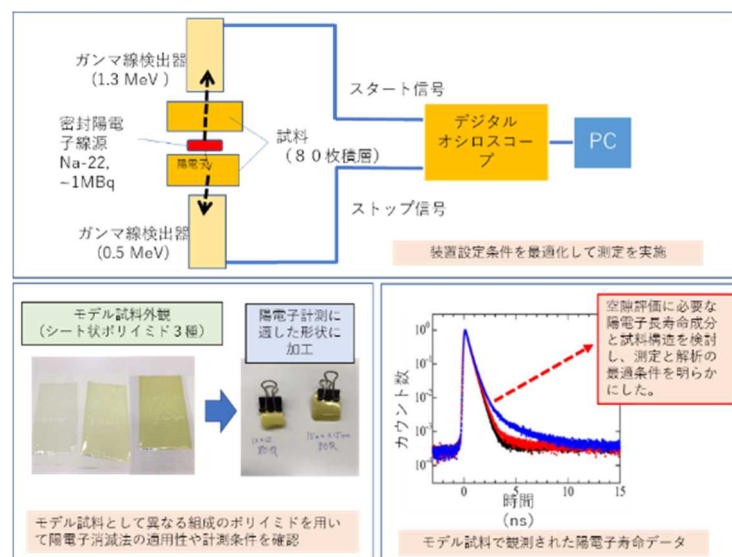 ガンマ線検出器
(1.3 MeV )
密封陽電
子線源
Na-22,
~1MBq
陽電子
試料
(80枚積層)
ガンマ線検出器
(0.5 MeV)
スタート信号
ストップ信号
デジタル
オシロスコー
プ
PC
装置設定条件を最適化して測定を実施
モデル試料外観
(シート状ポリイミド3種)
陽電子計測に
適した形状に
加工
80枚
モデル試料として異なる組成のポリイミドを用い
て陽電子消滅法の適用性や計測条件を確認
空隙評価に必要な
陽電子長寿命成分
と試料構造を検討
し、測定と解析の
最適条件を明らか
にした。
カウント数
10⁰
10⁻¹
10⁻²
10⁻³
10⁻⁴
0
5
10
15
時間
(ns)
モデル試料で観測された陽電子寿命データ